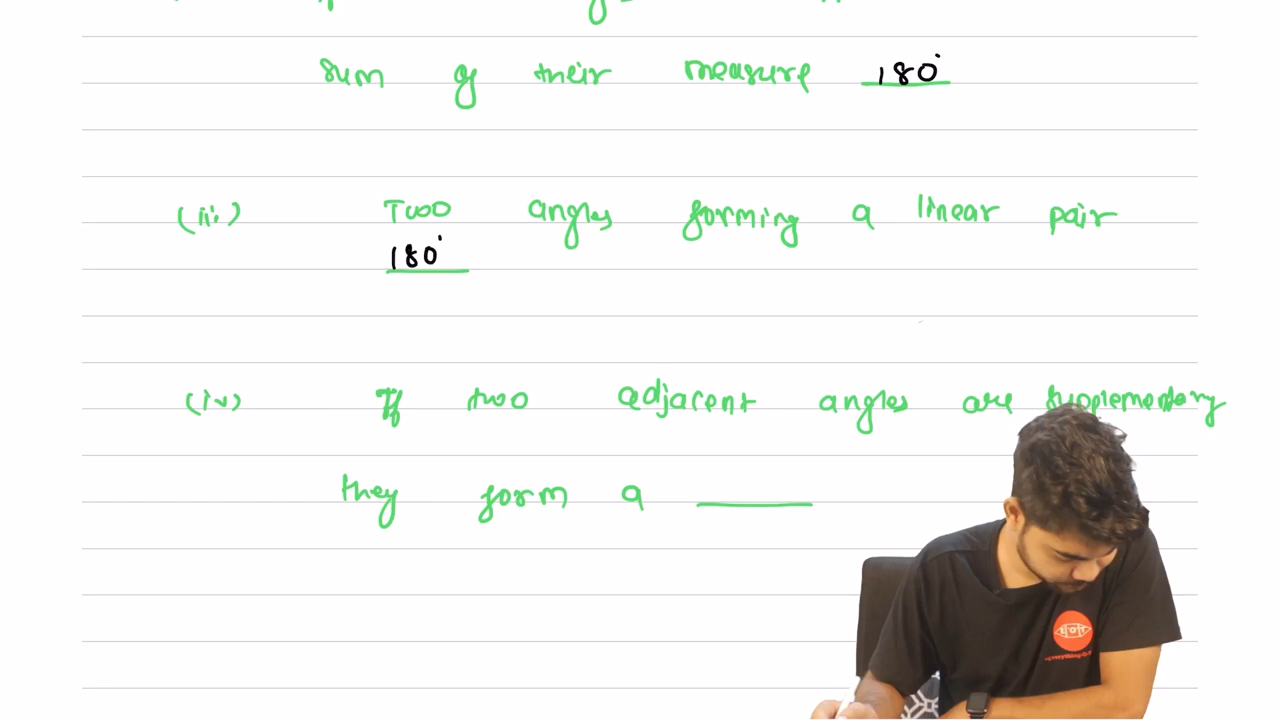 sum of their measure 180°
(iii) Two angles forming a linear pair
180°
(iv) If two adjacent angles are supplementary
they form a ______